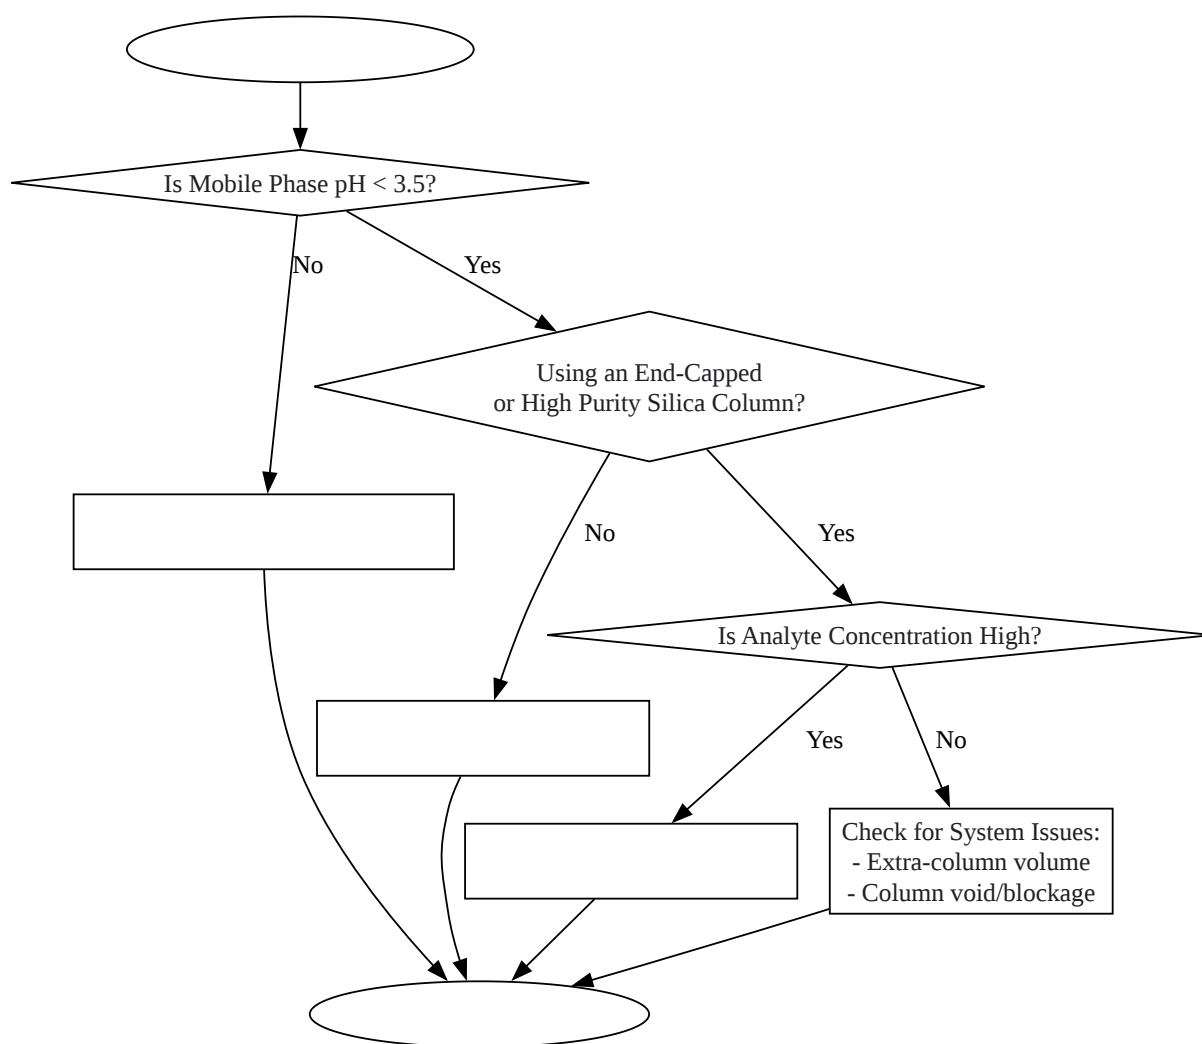 Is Mobile Phase pH < 3.5?
No
Yes
Using an End-Capped
or High Purity Silica Column?
No
Yes
Is Analyte Concentration High?
Yes
No
Check for System Issues:
- Extra-column volume
- Column void/blockage